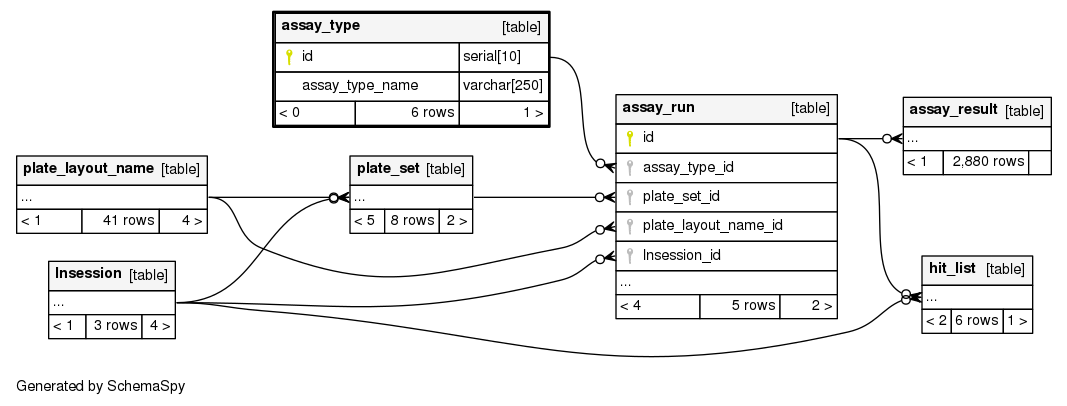 assay_type [table]
id serial[10]
assay_type_name varchar[250]
< 0 6 rows 1 >
assay_run [table]
id
assay_type_id
plate_set_id
plate_layout_name_id
lnsession_id
...
< 4 5 rows 2 >
assay_result [table]
...
< 1 2,880 rows
plate_layout_name [table]
...
< 1 41 rows 4 >
plate_set [table]
...
< 5 8 rows 2 >
lnsession [table]
...
< 1 3 rows 4 >
hit_list [table]
...
< 2 6 rows 1 >
Generated by SchemaSpy